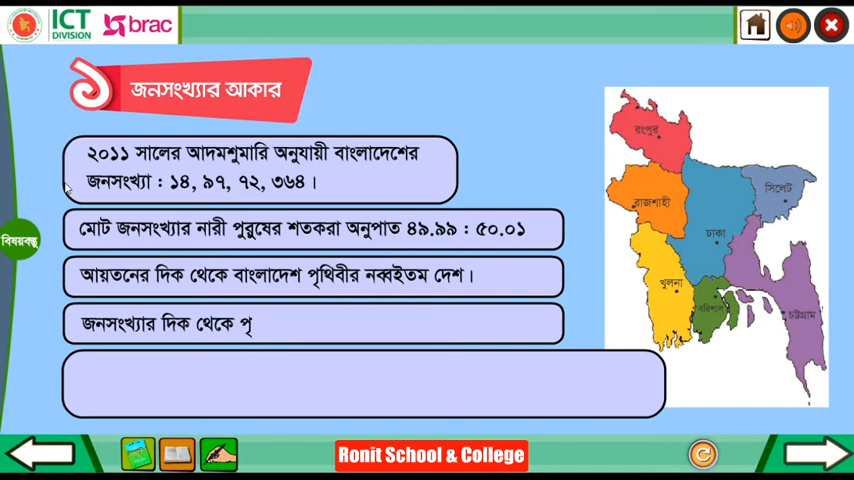 ICT
DIVISION
brac
১ জনসংখ্যার আকার
২০১১ সালের আদমশুমারি অনুযায়ী বাংলাদেশের
জনসংখ্যা : ১৪, ৯৭, ৭২, ৩৬৪।
মোট জনসংখ্যার নারী পুরুষের শতকরা অনুপাত ৪৯.৯৯ : ৫০.০১
আয়তনের দিক থেকে বাংলাদেশ পৃথিবীর নব্বইতম দেশ।
জনসংখ্যার দিক থেকে পৃ
বিষয়বস্তু
রংপুর
রাজশাহী
সিলেট
ঢাকা
খুলনা
বরিশাল
চট্টগ্রাম
Ronit School & College